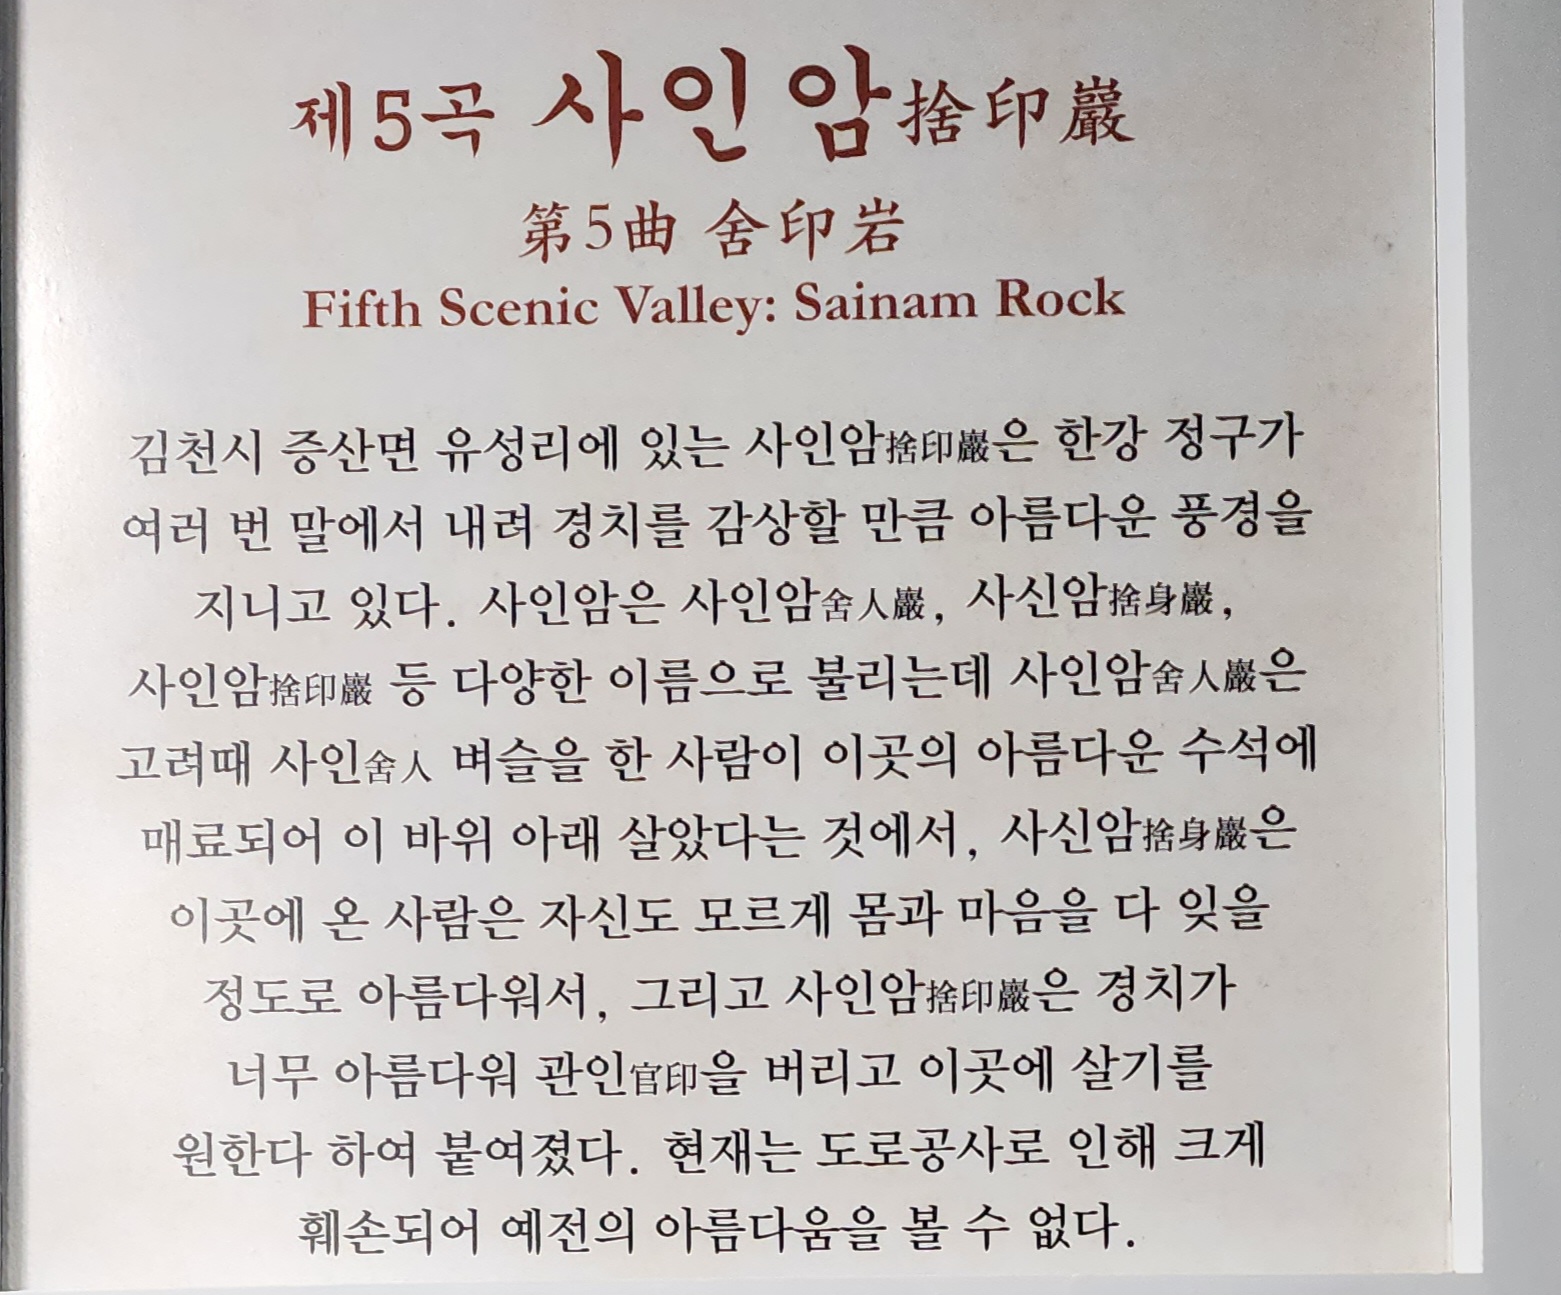 제5곡 사인암捨印巖
第5曲 舍印岩
Fifth Scenic Valley: Sainam Rock
김천시 증산면 유성리에 있는 사인암捨印巖은 한강 정구가
여러 번 말에서 내려 경치를 감상할 만큼 아름다운 풍경을
지니고 있다. 사인암은 사인암舍人巖, 사신암捨身巖,
사인암捨印巖 등 다양한 이름으로 불리는데 사인암舍人巖은
고려때 사인舍人 벼슬을 한 사람이 이곳의 아름다운 수석에
매료되어 이 바위 아래 살았다는 것에서, 사신암捨身巖은
이곳에 온 사람은 자신도 모르게 몸과 마음을 다 잊을
정도로 아름다워서, 그리고 사인암捨印巖은 경치가
너무 아름다워 관인官印을 버리고 이곳에 살기를
원한다 하여 붙여졌다. 현재는 도로공사로 인해 크게
훼손되어 예전의 아름다움을 볼 수 없다.